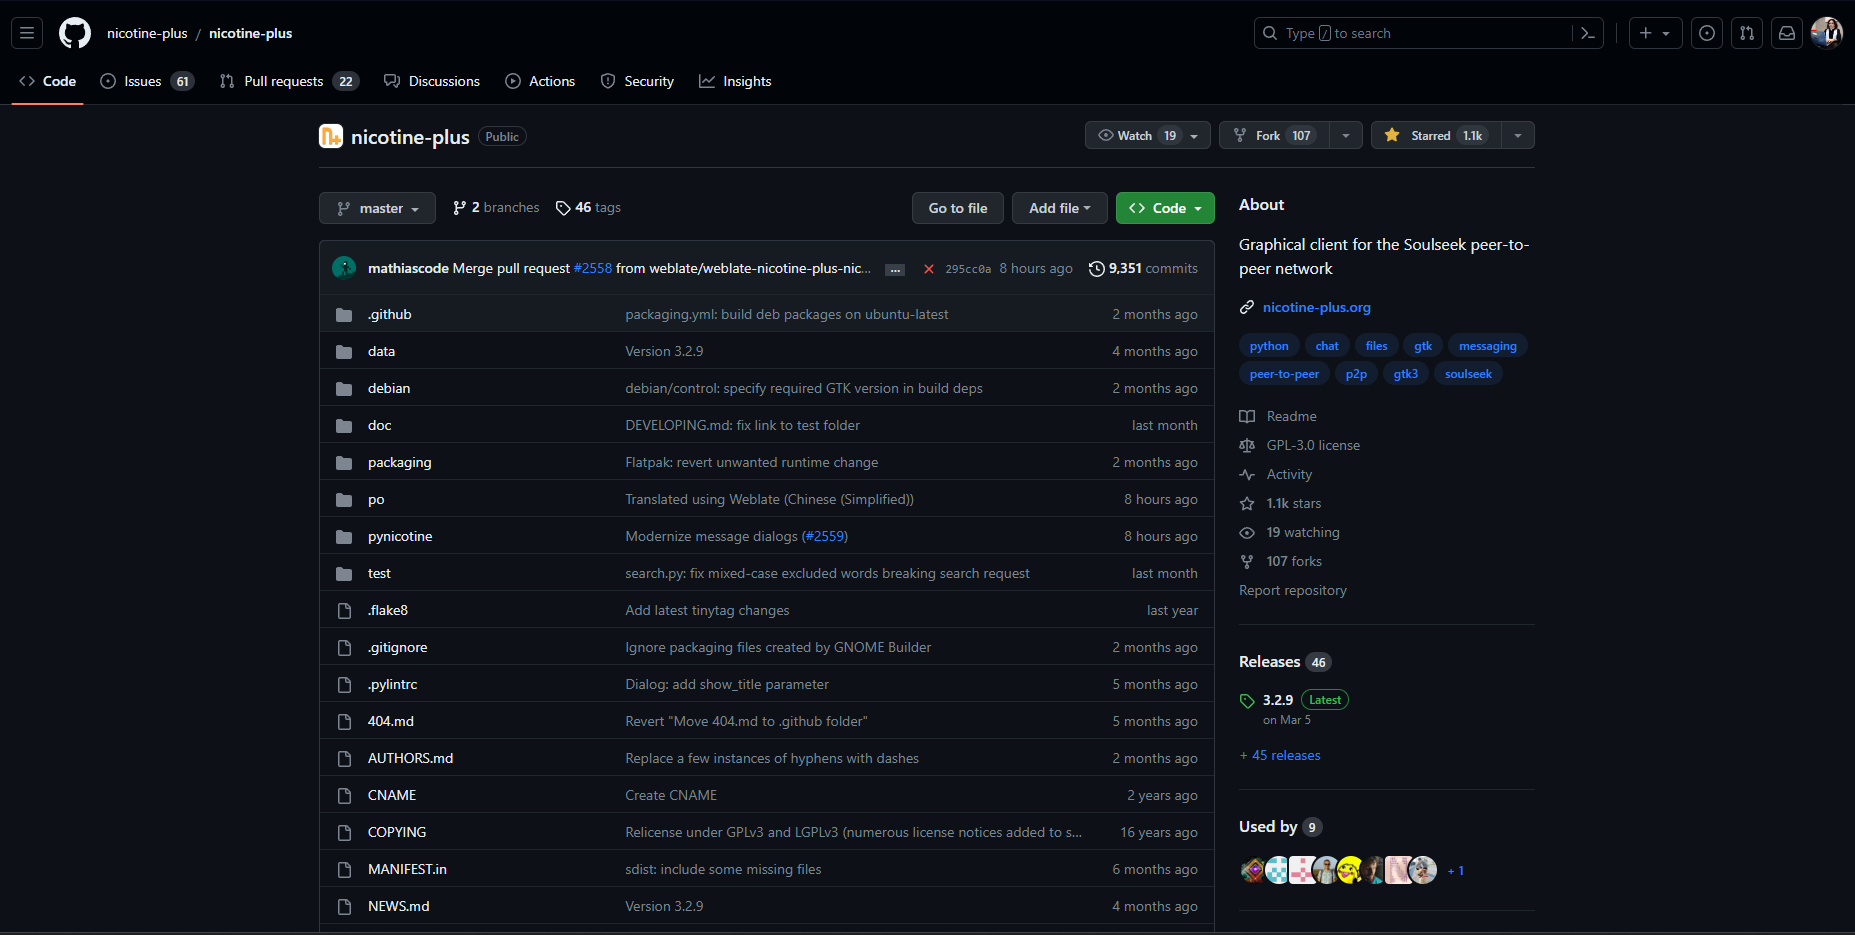 nicotine-plus / nicotine-plus
Type / to search
Code
Issues 61
Pull requests 22
Discussions
Actions
Security
Insights
nicotine-plus Public
Watch 19
Fork 107
Starred 1.1k
master
2 branches
46 tags
Go to file
Add file
Code
mathiascode Merge pull request #2558 from weblate/weblate-nicotine-plus-nic... ... 295cc0a 8 hours ago 9,351 commits
.github packaging.yml: build deb packages on ubuntu-latest 2 months ago
data Version 3.2.9 4 months ago
debian debian/control: specify required GTK version in build deps 2 months ago
doc DEVELOPING.md: fix link to test folder last month
packaging Flatpak: revert unwanted runtime change 2 months ago
po Translated using Weblate (Chinese (Simplified)) 8 hours ago
pynicotine Modernize message dialogs (#2559) 8 hours ago
test search.py: fix mixed-case excluded words breaking search request last month
.flake8 Add latest tinytag changes last year
.gitignore Ignore packaging files created by GNOME Builder 2 months ago
.pylintrc Dialog: add show_title parameter 5 months ago
404.md Revert "Move 404.md to .github folder" 5 months ago
AUTHORS.md Replace a few instances of hyphens with dashes 2 months ago
CNAME Create CNAME 2 years ago
COPYING Relicense under GPLv3 and LGPLv3 (numerous license notices added to s... 16 years ago
MANIFEST.in sdist: include some missing files 6 months ago
NEWS.md Version 3.2.9 4 months ago
About
Graphical client for the Soulseek peer-to-
peer network
nicotine-plus.org
python chat files gtk messaging
peer-to-peer p2p gtk3 soulseek
Readme
GPL-3.0 license
Activity
1.1k stars
19 watching
107 forks
Report repository
Releases 46
3.2.9 Latest
on Mar 5
+ 45 releases
Used by 9
+ 1